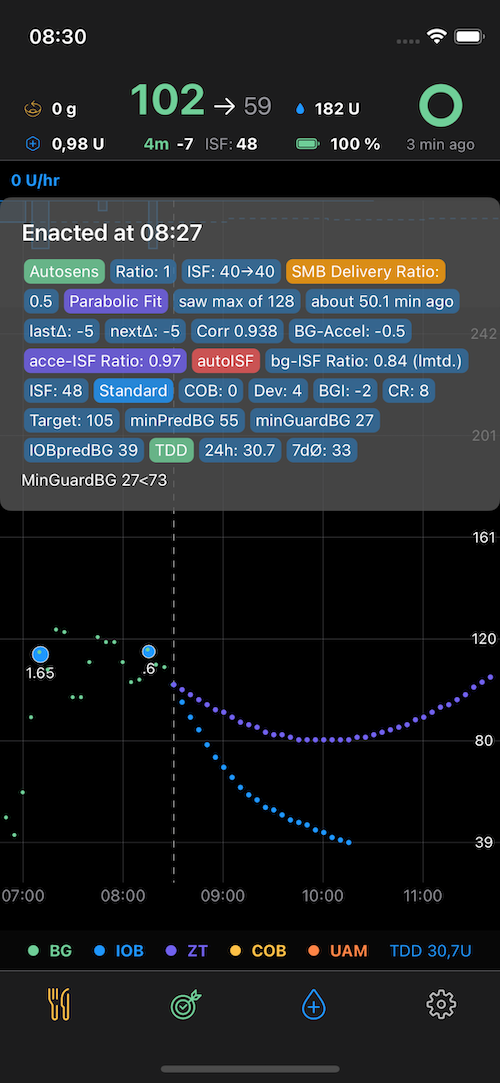 08:30
0 g 102 → 59 182 U
0,98 U 4m -7 ISF: 48 100 % 3 min ago
0 U/hr
Enacted at 08:27
Autosens Ratio: 1 ISF: 40→40 SMB Delivery Ratio:
0.5 Parabolic Fit saw max of 128 about 50.1 min ago
lastΔ: -5 nextΔ: -5 Corr 0.938 BG-Accel: -0.5
242
acce-ISF Ratio: 0.97 autoISF bg-ISF Ratio: 0.84 (lmtd.)
ISF: 48 Standard COB: 0 Dev: 4 BGI: -2 CR: 8
Target: 105 minPredBG 55 minGuardBG 27
201
IOBpredBG 39 TDD 24h: 30.7 7dØ: 33
MinGuardBG 27<73
161
120
1.65 .6
80
39
07:00 08:00 09:00 10:00 11:00
BG IOB ZT COB UAM TDD 30,7U